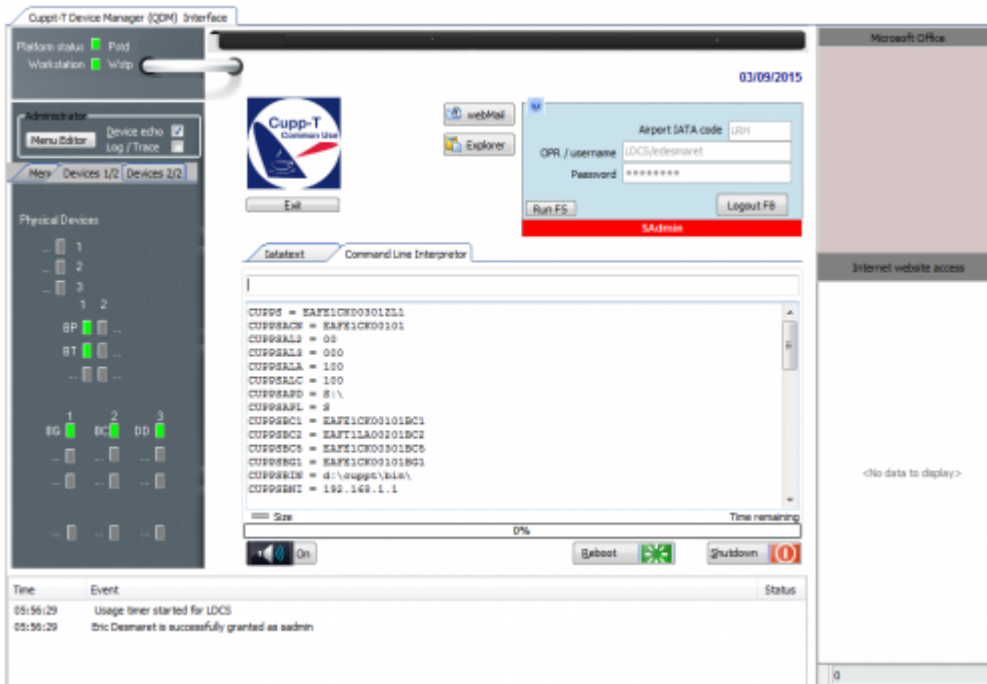 Cuppt-T Device Manager (QDM) Interface
Platform status Pstd
Workstation Wstp
Microsoft Office
03/09/2015
Cupp-T
Common Use
webMail
Explorer
Airport IATA code LRH
OPR / username LDCS/edesmaret
Password ********
Run F5
Logout F8
SAdmin
Exit
Administrator
Menu Editor
Device echo
Log / Trace
Devices 1/2
Devices 2/2
Physical Devices
... 1
... 2
... 3
1 2
BP ...
BT ...
... ...
1 2 3
BG BC DD
... ... ...
... ... ...
... ... ...
Iatatext
Command Line Interpretor
CUPPS = EAFE1CK00301ZL1
CUPPSACN = EAFE1CK00101
CUPPSAL2 = 00
CUPPSAL3 = 000
CUPPSALA = 100
CUPPSALC = 100
CUPPSAPD = S:\
CUPPSAPL = S
CUPPSBC1 = EAFE1CK00101BC1
CUPPSBC2 = EAFT1LA00201BC2
CUPPSBC5 = EAFE1CK00301BC5
CUPPSBG1 = EAFE1CK00101BG1
CUPPSBIN = d:\cuppt\bin\
CUPPSBNI = 192.168.1.1
Size
Time remaining
0%
On
Reboot
Shutdown
Internet website access
<No data to display>
Time Event Status
05:56:29 Usage timer started for LDCS
05:56:29 Eric Desmaret is successfully granted as sadmin
0